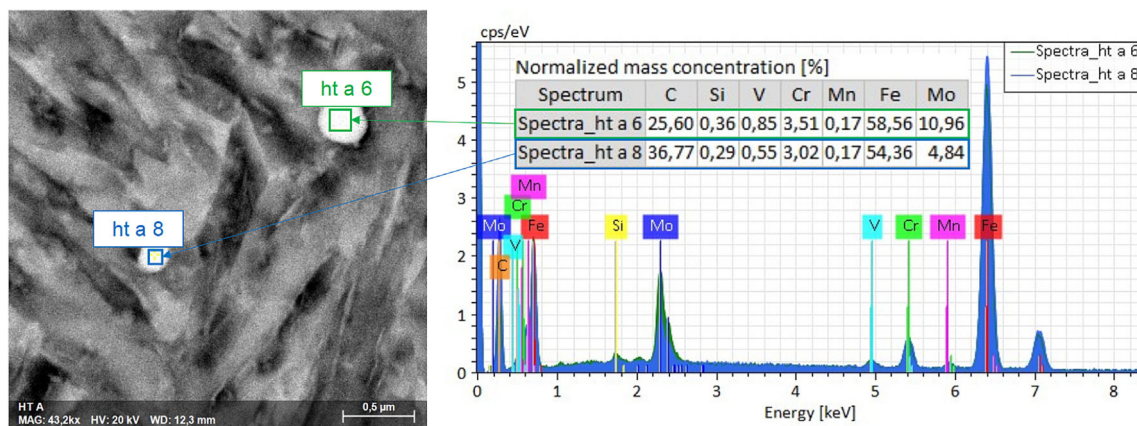 ht a 6
ht a 8
HT A
MAG: 43,2kx HV: 20 kV WD: 12,3 mm
0,5 µm
cps/eV
Spectra_ht a 6
Spectra_ht a 8
Normalized mass concentration [%]
Spectrum C Si V Cr Mn Fe Mo
Spectra_ht a 6 25,60 0,36 0,85 3,51 0,17 58,56 10,96
Spectra_ht a 8 36,77 0,29 0,55 3,02 0,17 54,36 4,84
5
4
3
2
1
0
Mn
Cr
Mo
V
Fe
C
Si
Mo
V
Cr
Mn
Fe
0 1 2 3 4 5 6 7 8
Energy [keV]